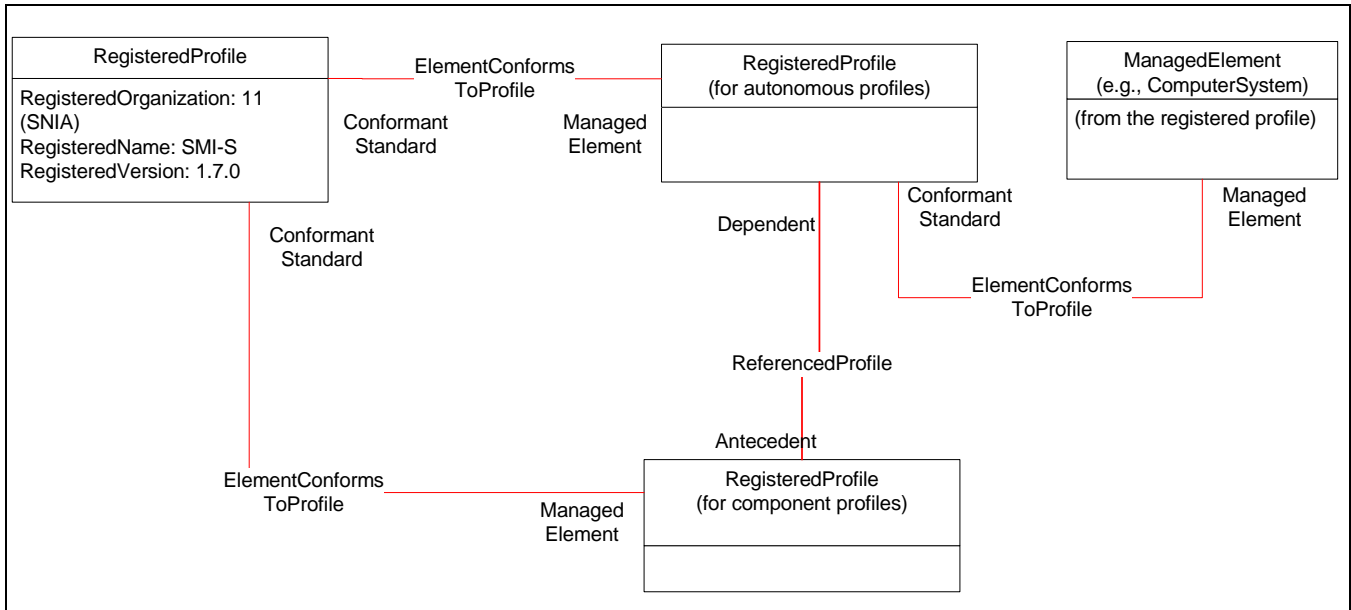 RegisteredProfile
RegisteredOrganization: 11
(SNIA)
RegisteredName: SMI-S
RegisteredVersion: 1.7.0
ElementConforms
ToProfile
Conformant
Standard
Managed
Element
RegisteredProfile
(for autonomous profiles)
ManagedElement
(e.g., ComputerSystem)
(from the registered profile)
Conformant
Standard
Dependent
Conformant
Standard
Managed
Element
ElementConforms
ToProfile
ReferencedProfile
Antecedent
ElementConforms
ToProfile
Managed
Element
RegisteredProfile
(for component profiles)